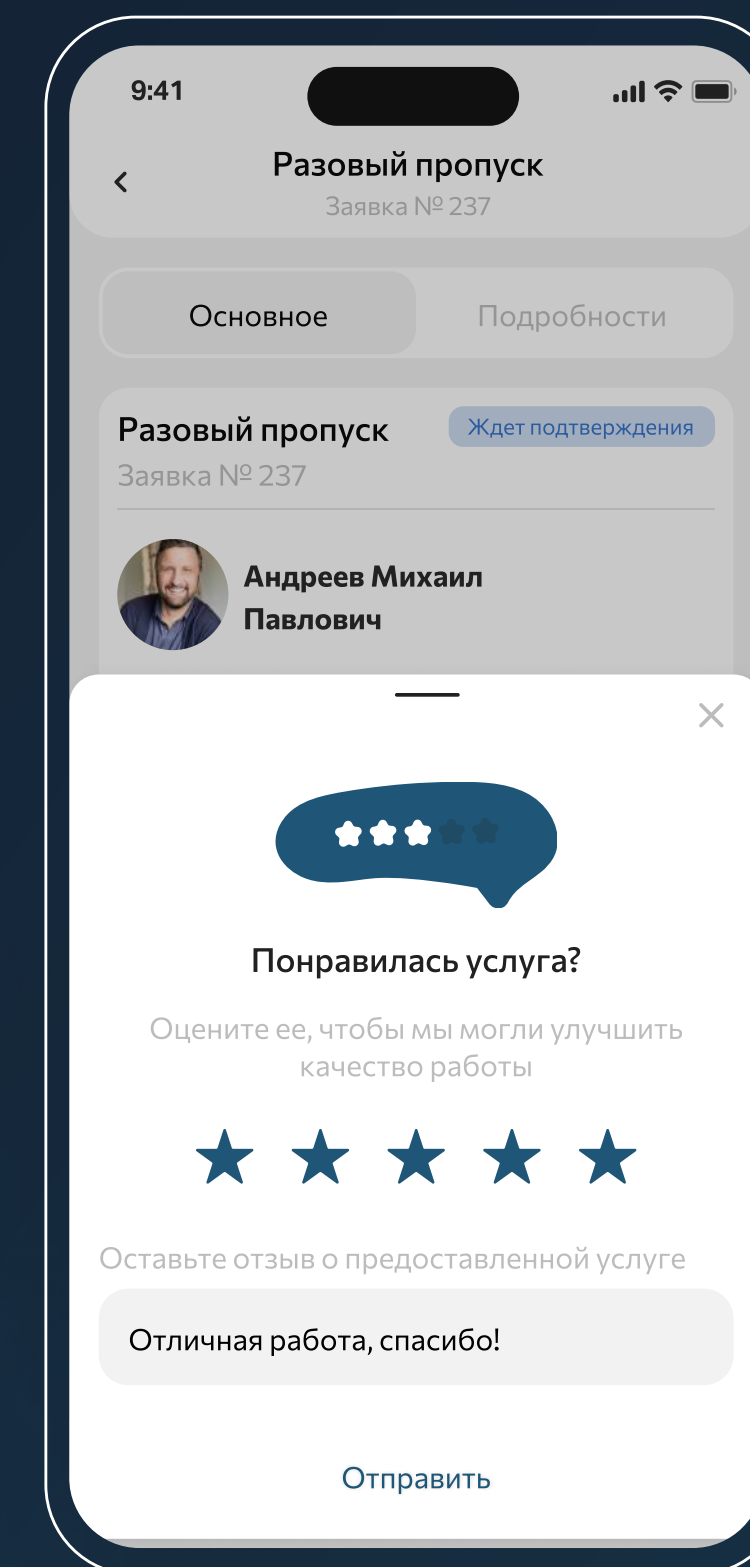 9:41
Разовый пропуск
Заявка № 237
Основное
Подробности
Разовый пропуск
Ждет подтверждения
Заявка № 237
Андреев Михаил
Павлович
Понравилась услуга?
Оцените ее, чтобы мы могли улучшить
качество работы
Оставьте отзыв о предоставленной услуге
Отличная работа, спасибо!
Отправить